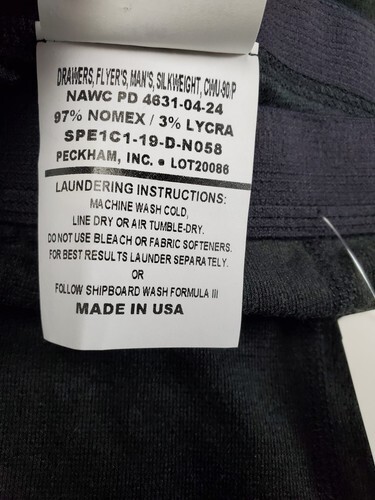 DRAWERS, FLYER'S, MAN'S, SILKWEIGHT, CMU-30/P
NAWC PD 4631-04-24
97% NOMEX / 3% LYCRA
SPE1C1-19-D-N058
PECKHAM, INC. • LOT20086
LAUNDERING INSTRUCTIONS:
MACHINE WASH COLD,
LINE DRY OR AIR TUMBLE-DRY.
DO NOT USE BLEACH OR FABRIC SOFTENERS.
FOR BEST RESULTS LAUNDER SEPARATELY.
OR
FOLLOW SHIPBOARD WASH FORMULA III
MADE IN USA